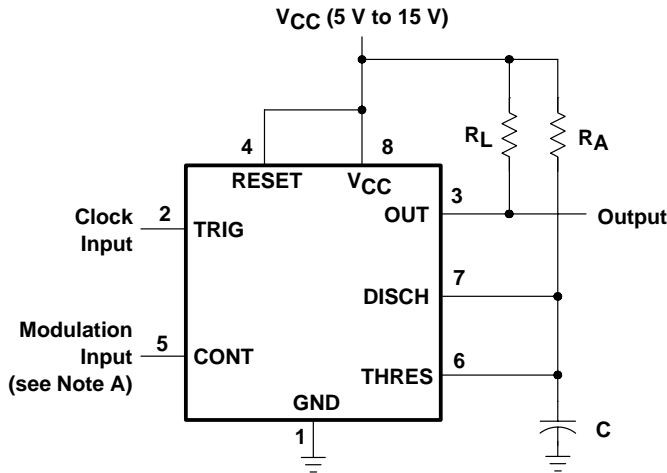 VCC (5 V to 15 V)
4
8
RL
RA
RESET
VCC
3
Clock
Input
2
TRIG
OUT
Output
7
DISCH
Modulation
Input
(see Note A)
5
CONT
6
THRES
GND
1
C